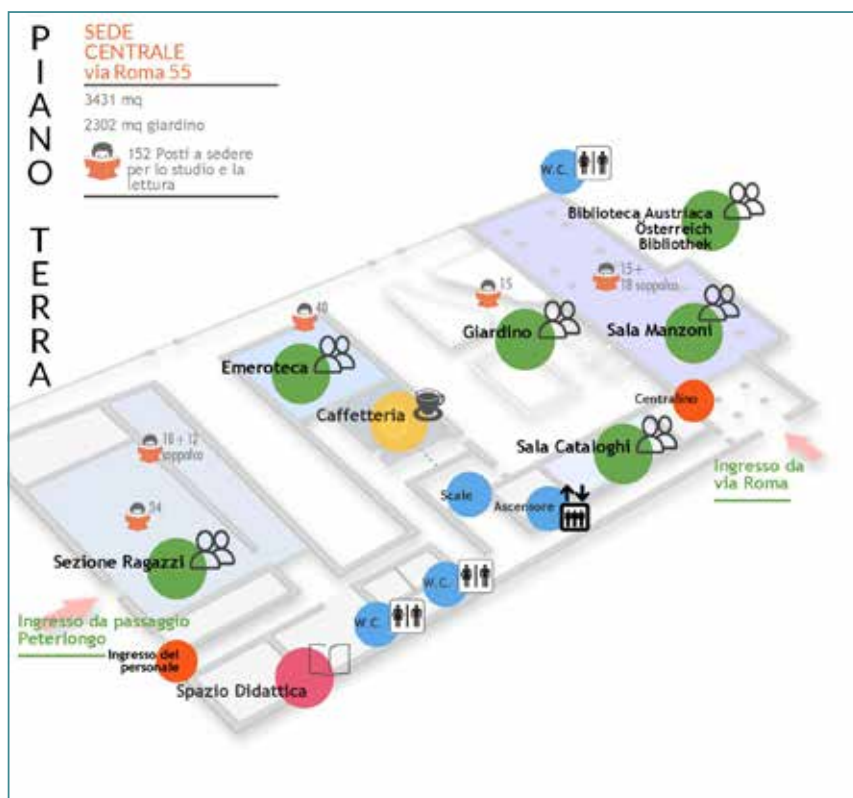 PIANO TERRA
SEDE
CENTRALE
via Roma 55
3431 mq
2302 mq giardino
152 Posti a sedere
per lo studio e la
lettura
W.C.
Biblioteca Austriaca
Österreich
Bibliothek
15 +
18 soppalco
15
Giardino
Sala Manzoni
40
Emeroteca
Caffetteria
Centralino
Sala Cataloghi
Ingresso da
via Roma
18 + 12
soppalco
Scale
Ascensore
34
Sezione Ragazzi
W.C.
W.C.
Ingresso da passaggio
Peterlongo
Ingresso del
personale
Spazio Didattica